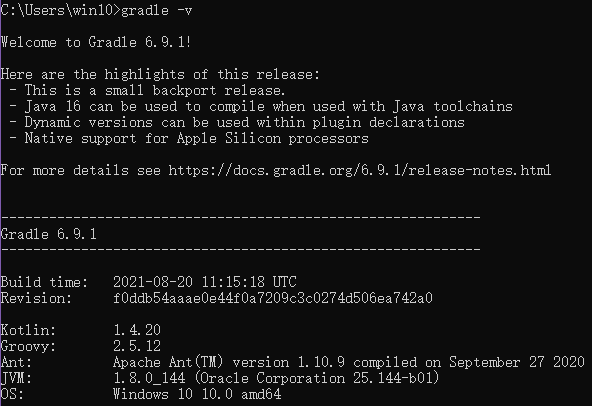 C:\Users\win10>gradle -v
Welcome to Gradle 6.9.1!
Here are the highlights of this release:
- This is a small backport release.
- Java 16 can be used to compile when used with Java toolchains
- Dynamic versions can be used within plugin declarations
- Native support for Apple Silicon processors
For more details see https://docs.gradle.org/6.9.1/release-notes.html
------------------------------------------------------------
Gradle 6.9.1
------------------------------------------------------------
Build time:   2021-08-20 11:15:18 UTC
Revision:     f0ddb54aaae0e44f0a7209c3c0274d506ea742a0
Kotlin:       1.4.20
Groovy:       2.5.12
Ant:          Apache Ant(TM) version 1.10.9 compiled on September 27 2020
JVM:          1.8.0_144 (Oracle Corporation 25.144-b01)
OS:           Windows 10 10.0 amd64